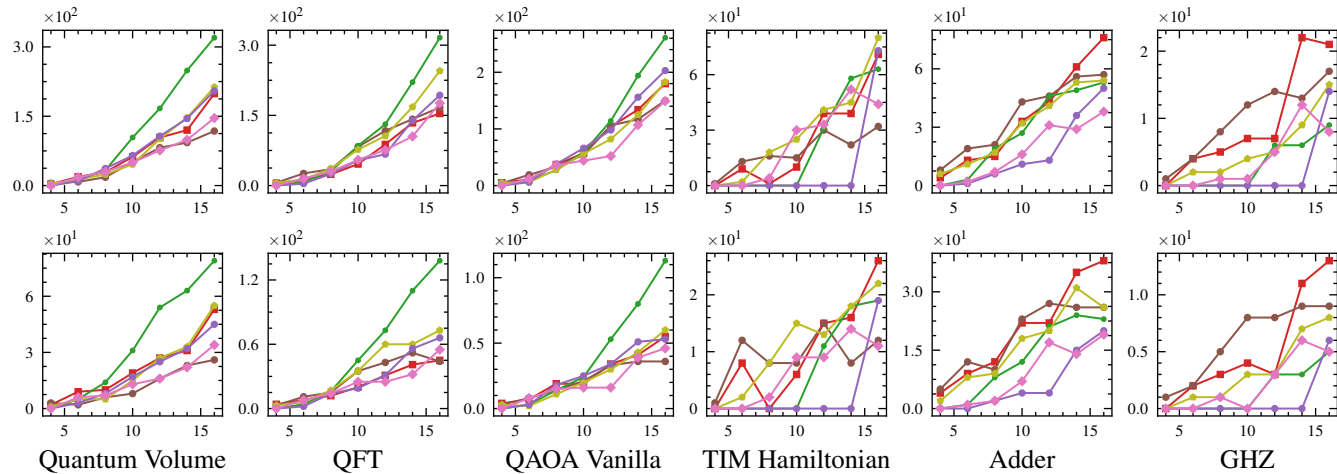 ×10² ×10² ×10² ×10¹ ×10¹ ×10¹
3.0 3.0 2 6 6 2
1.5 1.5 1 3 3 1
0.0 0.0 0 0 0 0
5 10 15 5 10 15 5 10 15 5 10 15 5 10 15 5 10 15
×10¹ ×10² ×10² ×10¹ ×10¹ ×10¹
6 1.2 1.0 2 3.0 1.0
3 0.6 0.5 1 1.5 0.5
0 0.0 0.0 0 0.0 0.0
5 10 15 5 10 15 5 10 15 5 10 15 5 10 15 5 10 15
Quantum Volume QFT QAOA Vanilla TIM Hamiltonian Adder GHZ